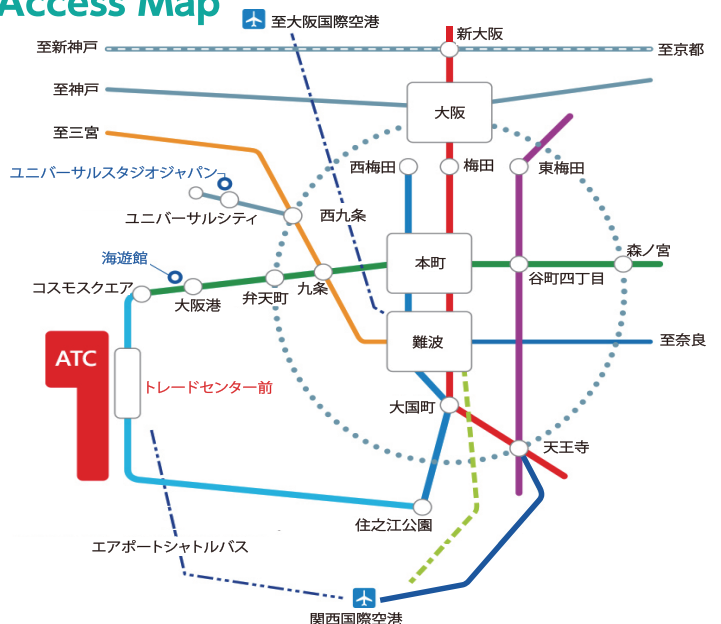 Access Map
至大阪国際空港
新大阪
至新神戸
至京都
至神戸
大阪
至三宮
西梅田
梅田
東梅田
ユニバーサルスタジオジャパン
ユニバーサルシティ
西九条
海遊館
本町
森ノ宮
谷町四丁目
コスモスクエア
大阪港
弁天町
九条
難波
至奈良
ATC
トレードセンター前
大国町
天王寺
住之江公園
エアポートシャトルバス
関西国際空港